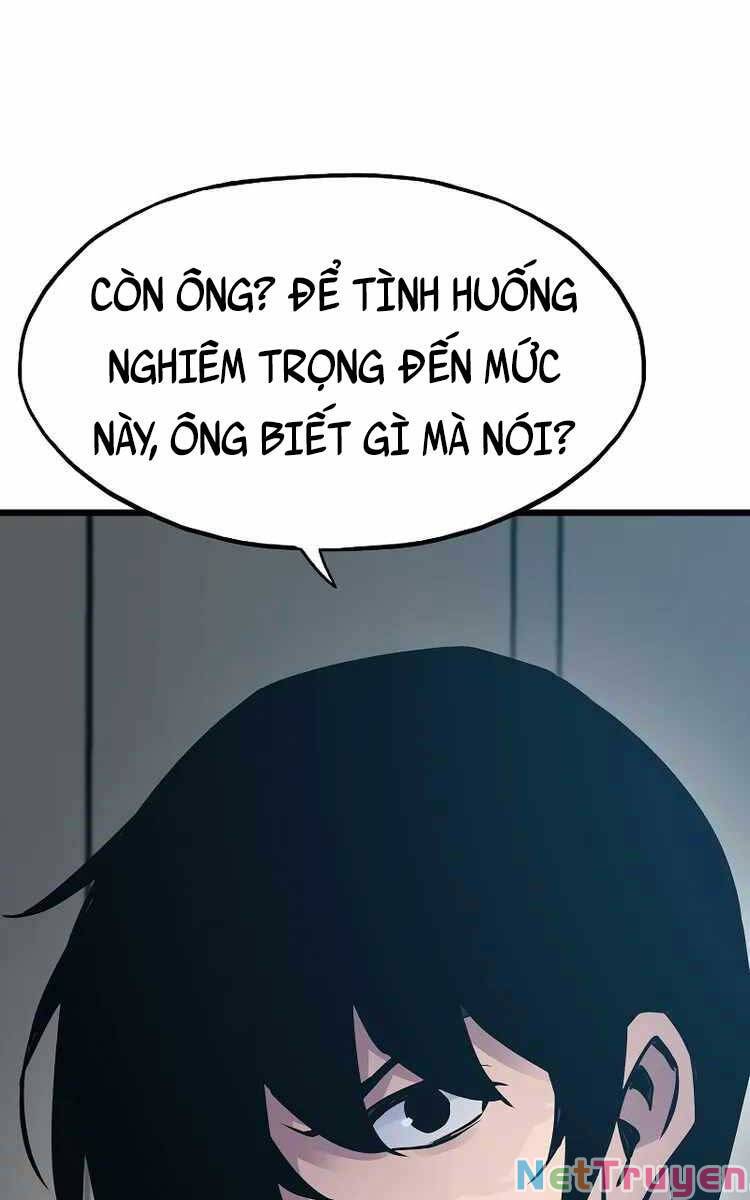 CÒN ÔNG? ĐỂ TÌNH HUỐNG
NGHIÊM TRỌNG ĐẾN MỨC
NÀY, ÔNG BIẾT GÌ MÀ NÓI?
NetTruyen